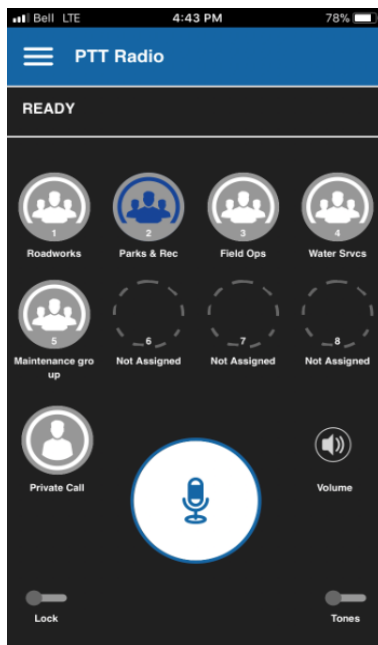 Bell LTE 4:43 PM 78%
PTT Radio
READY
1 2 3 4
Roadworks Parks & Rec Field Ops Water Srvcs
5 6 7 8
Maintenance gro Not Assigned Not Assigned Not Assigned
up
Private Call Volume
Lock Tones